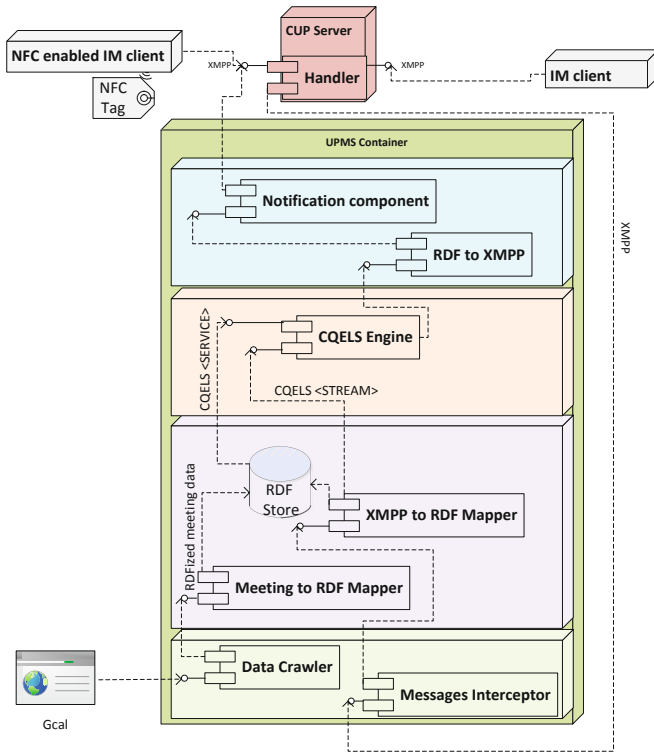 CUP Server
NFC enabled IM client
XMPP
XMPP
Handler
IM client
NFC
Tag
UPMS Container
Notification component
RDF to XMPP
XMPP
CQELS <SERVICE>
CQELS Engine
CQELS <STREAM>
RDF
Store
XMPP to RDF Mapper
RDFized meeting data
Meeting to RDF Mapper
Data Crawler
Messages Interceptor
Gcal